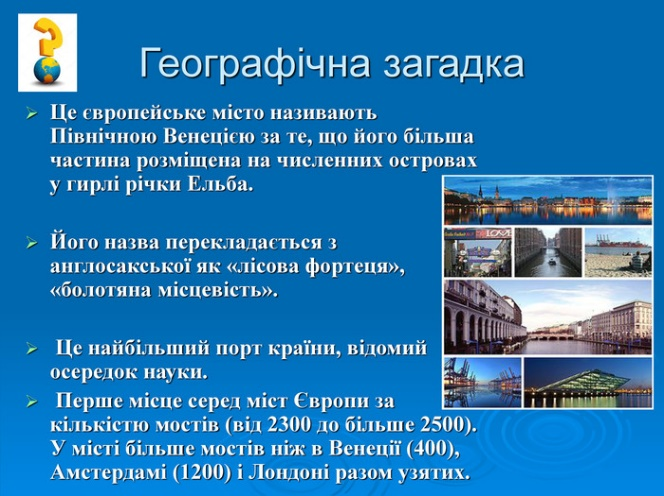 Географічна загадка
Це європейське місто називають
Північною Венецією за те, що його більша
частина розміщена на численних островах
у гирлі річки Ельба.
Його назва перекладається з
англосакської як «лісова фортеця»,
«болотяна місцевість».
Це найбільший порт країни, відомий
осередок науки.
Перше місце серед міст Європи за
кількістю мостів (від 2300 до більше 2500).
У місті більше мостів ніж в Венеції (400),
Амстердамі (1200) і Лондоні разом узятих.